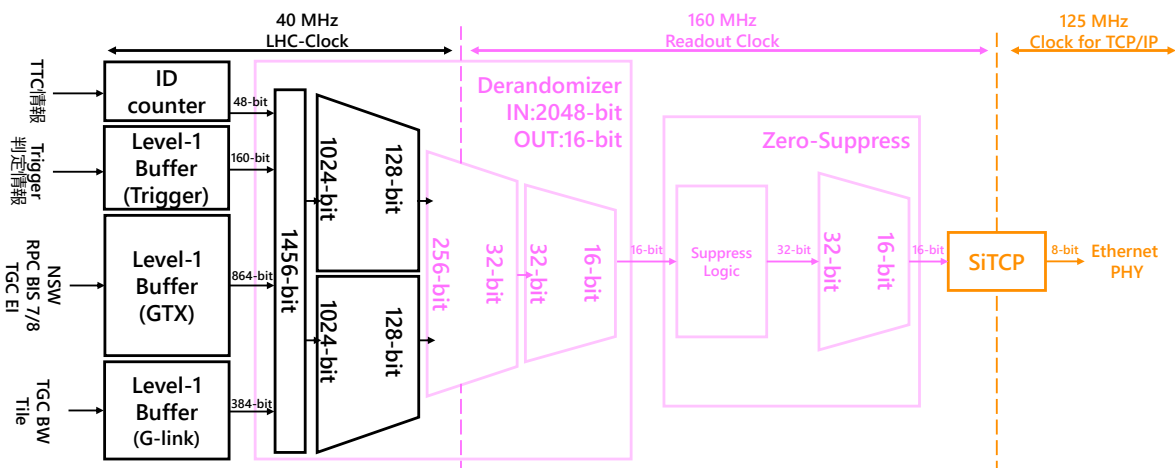 40 MHz
LHC-Clock
160 MHz
Readout Clock
125 MHz
Clock for TCP/IP
TTC情報
ID
counter
48-bit
Trigger
判定情報
Level-1
Buffer
(Trigger)
160-bit
NSW
RPC BIS 7/8
TGC EI
Level-1
Buffer
(GTX)
864-bit
TGC BW
Tile
Level-1
Buffer
(G-link)
384-bit
1456-bit
1024-bit
128-bit
1024-bit
128-bit
Derandomizer
IN:2048-bit
OUT:16-bit
256-bit
32-bit
32-bit
16-bit
16-bit
Zero-Suppress
Suppress
Logic
32-bit
32-bit
16-bit
16-bit
SiTCP
8-bit
Ethernet
PHY